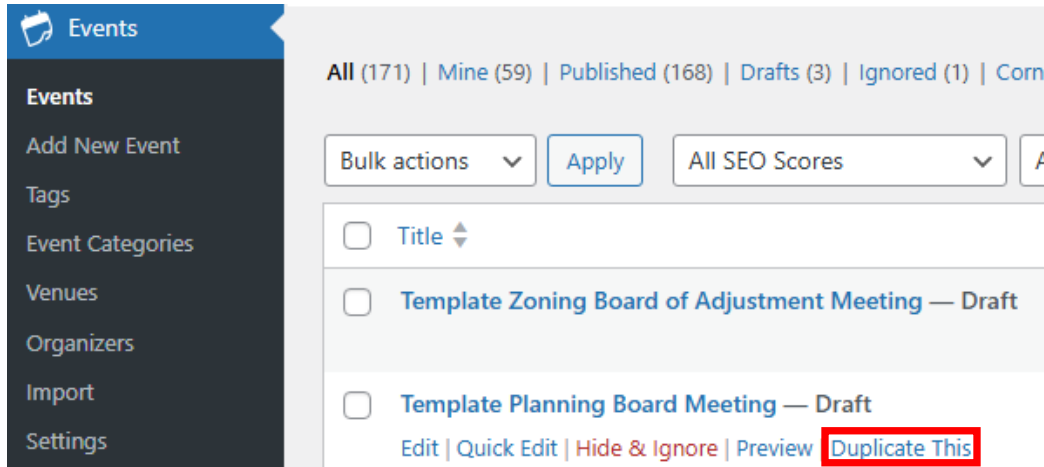 Events
Events
Add New Event
Tags
Event Categories
Venues
Organizers
Import
Settings
All (171) | Mine (59) | Published (168) | Drafts (3) | Ignored (1) | Corn
Bulk actions Apply All SEO Scores A
Title
Template Zoning Board of Adjustment Meeting — Draft
Template Planning Board Meeting — Draft
Edit | Quick Edit | Hide & Ignore | Preview | Duplicate This